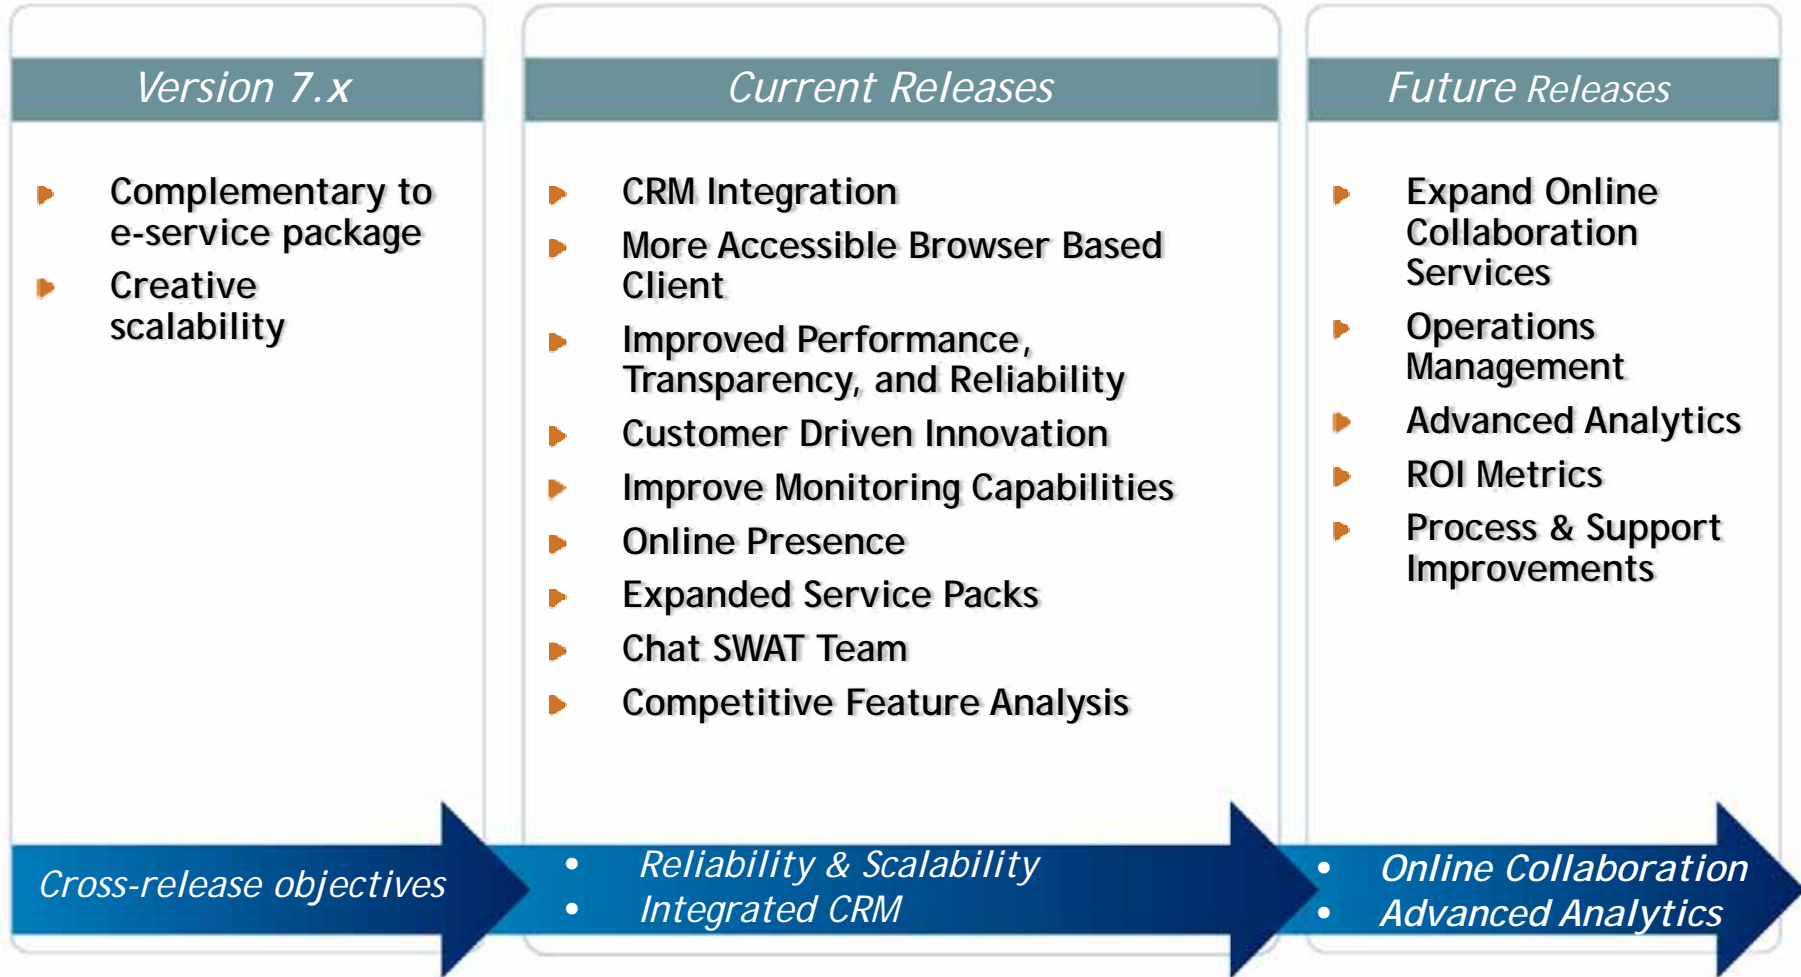 Version 7.x
Complementary to
e-service package
Creative
scalability
Current Releases
CRM Integration
More Accessible Browser Based
Client
Improved Performance,
Transparency, and Reliability
Customer Driven Innovation
Improve Monitoring Capabilities
Online Presence
Expanded Service Packs
Chat SWAT Team
Competitive Feature Analysis
Future Releases
Expand Online
Collaboration
Services
Operations
Management
Advanced Analytics
ROI Metrics
Process & Support
Improvements
Cross-release objectives
• Reliability & Scalability
• Integrated CRM
• Online Collaboration
• Advanced Analytics